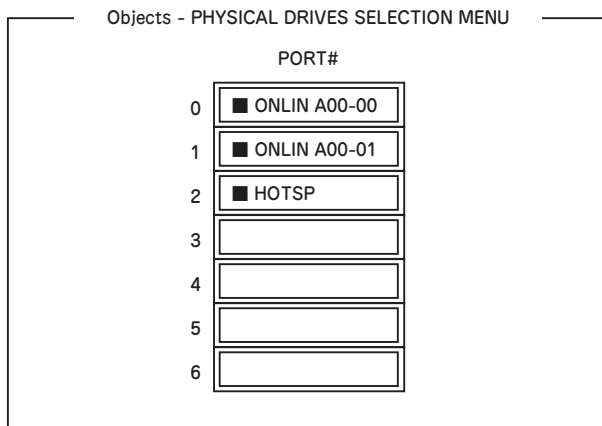 Objects - PHYSICAL DRIVES SELECTION MENU
PORT#
0 ■ ONLIN A00-00
1 ■ ONLIN A00-01
2 ■ HOTSP
3
4
5
6